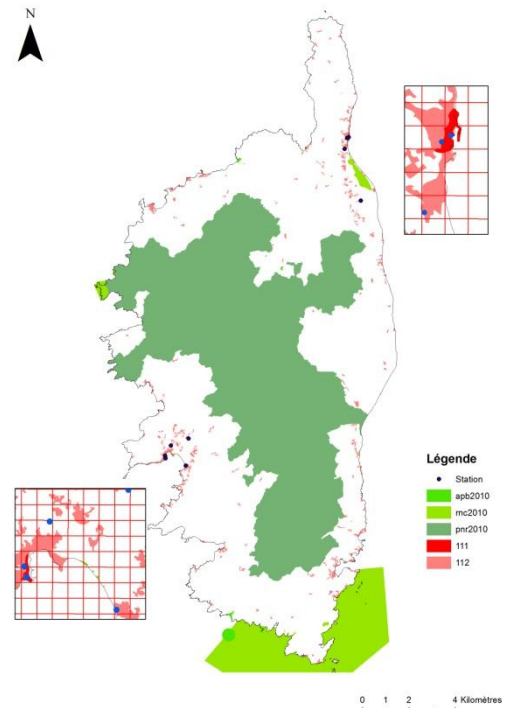 N
Légende
Station
apb2010
rnc2010
pnr2010
111
112
0 1 2 4 Kilomètres